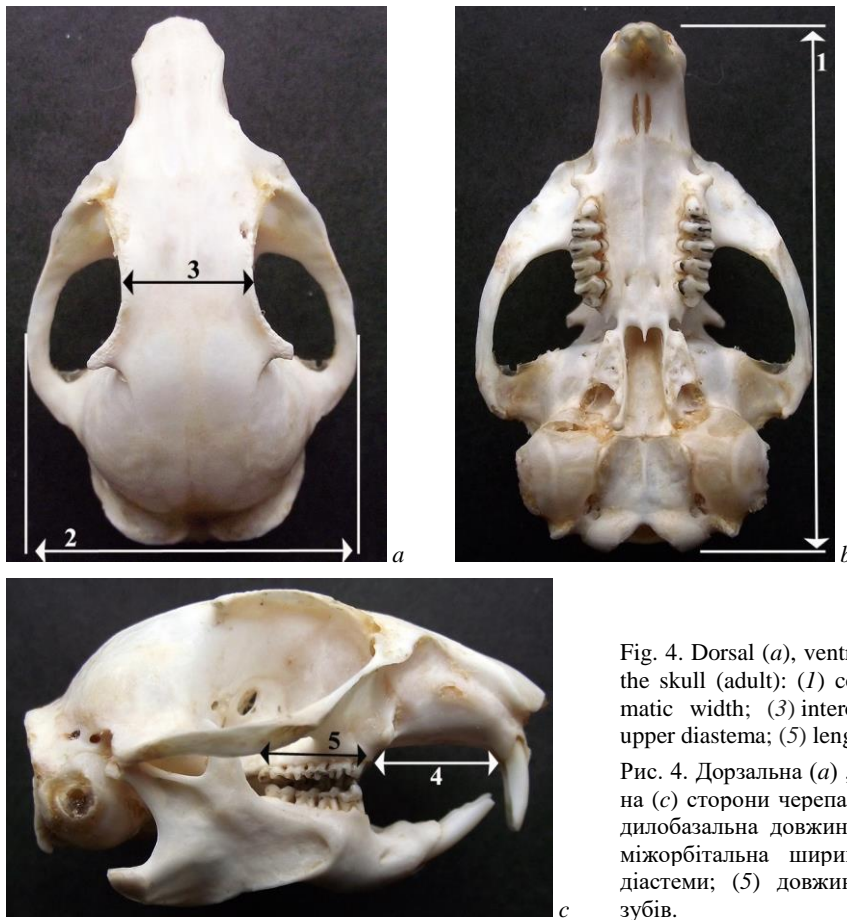 3
2
a
1
b
5
4
c
Fig. 4. Dorsal (a), ventr
the skull (adult): (1) co
matic width; (3) intero
upper diastema; (5) leng
Рис. 4. Дорзальна (a) ,
на (c) сторони черепа
дилобазальна довжин
міжорбітальна ширин
діастеми; (5) довжин
зубів.